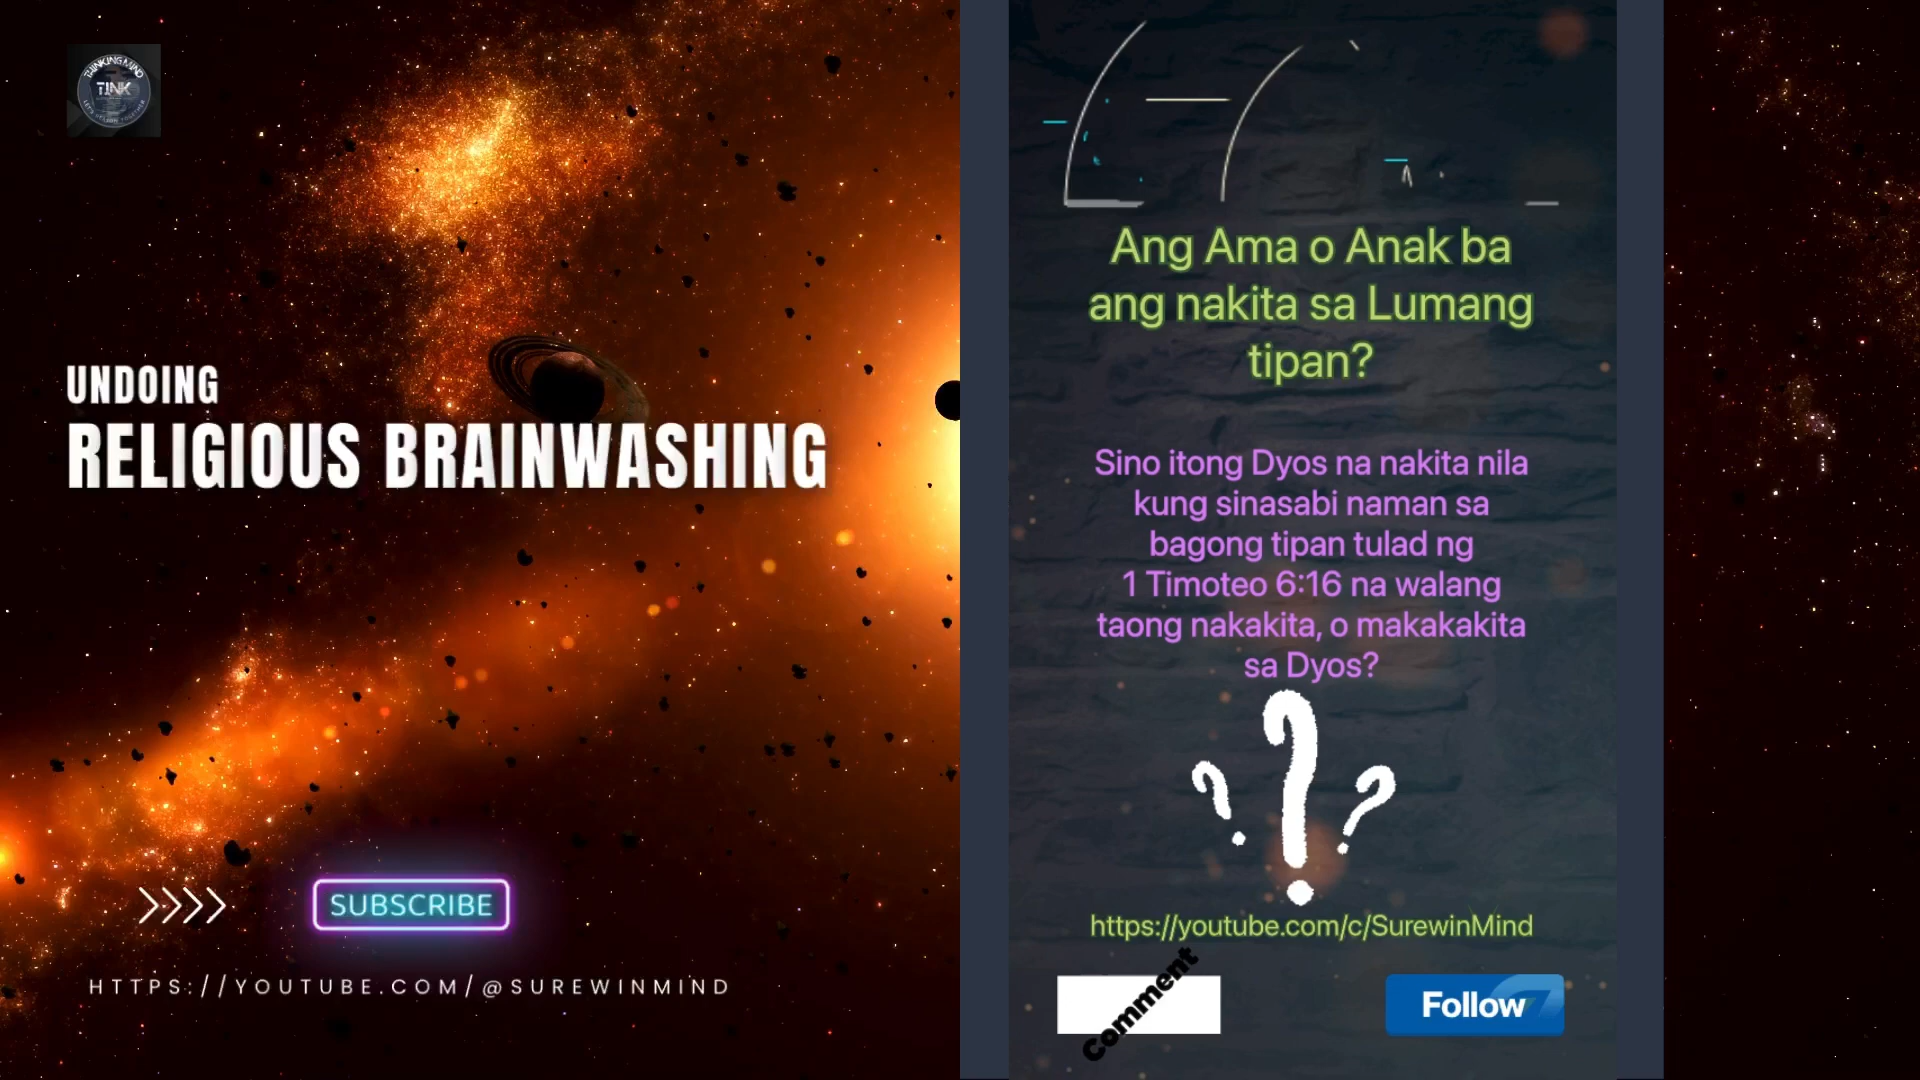 THINKING MIND
UNDOING
RELIGIOUS BRAINWASHING
SUBSCRIBE
HTTPS://YOUTUBE.COM/@SUREWINMIND
Ang Ama o Anak ba
ang nakita sa Lumang
tipan?
Sino itong Dyos na nakita nila
kung sinasabi naman sa
bagong tipan tulad ng
1 Timoteo 6:16 na walang
taong nakakita, o makakakita
sa Dyos?
https://youtube.com/c/SurewinMind
Comment
Follow